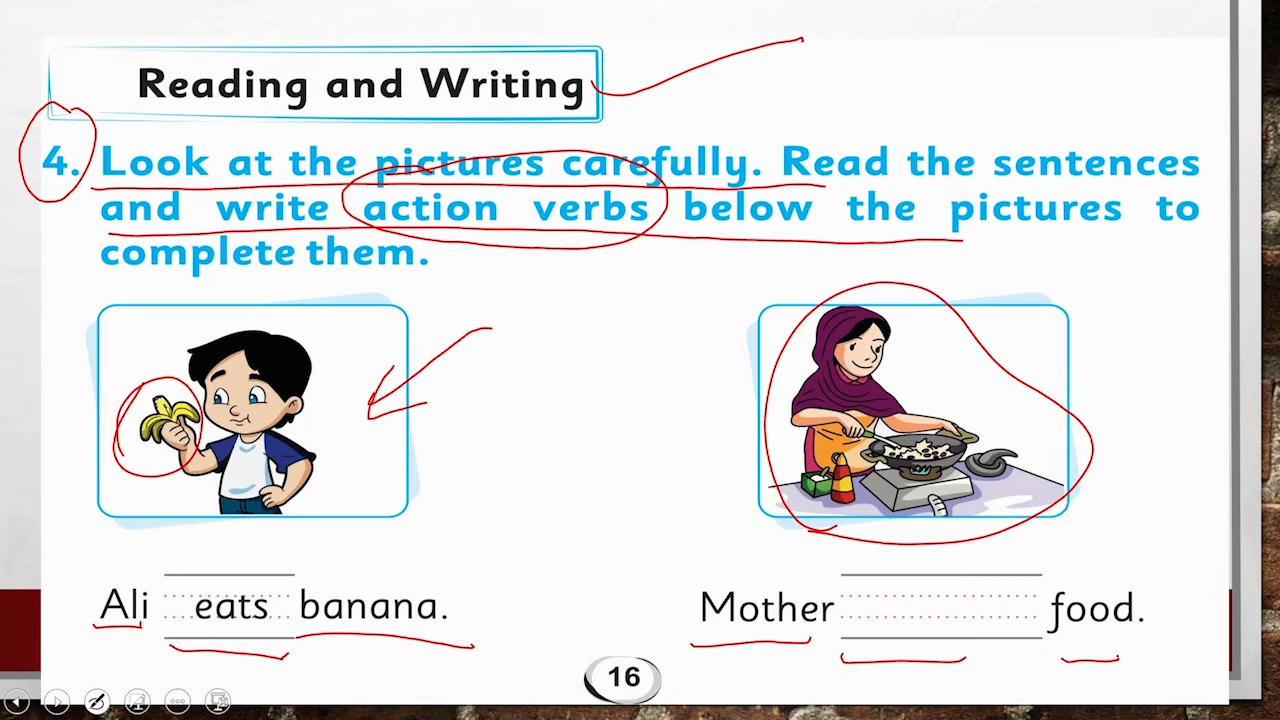 Reading and Writing
4. Look at the pictures carefully. Read the sentences
and write action verbs below the pictures to
complete them.
Ali eats banana.
Mother food.
16